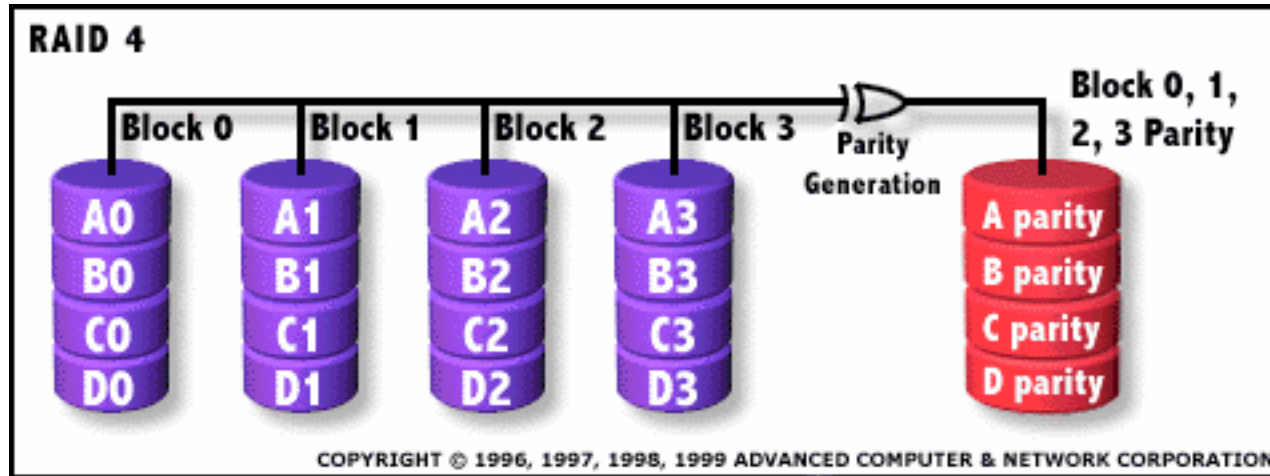 RAID 4
Block 0
Block 1
Block 2
Block 3
Parity
Generation
Block 0, 1,
2, 3 Parity
A0
A1
A2
A3
A parity
B0
B1
B2
B3
B parity
C0
C1
C2
C3
C parity
D0
D1
D2
D3
D parity
COPYRIGHT © 1996, 1997, 1998, 1999 ADVANCED COMPUTER & NETWORK CORPORATION